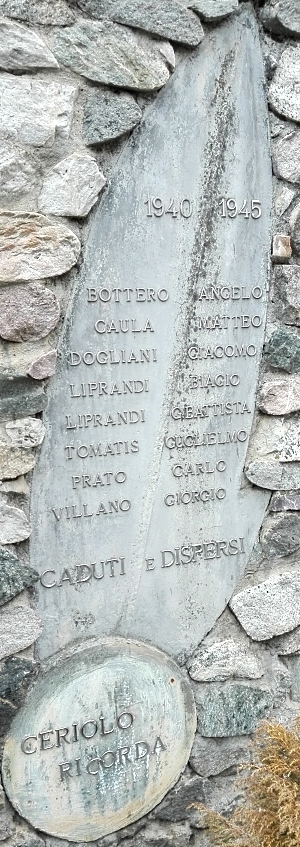 1940 1945
BOTTERO ANGELO
CAULA MATTEO
DOGLIANI GIACOMO
LIPRANDI BIAGIO
LIPRANDI G.BATTISTA
TOMATIS GUGLIELMO
PRATO CARLO
VILLANO GIORGIO
CADUTI E DISPERSI
CERIOLO
RICORDA